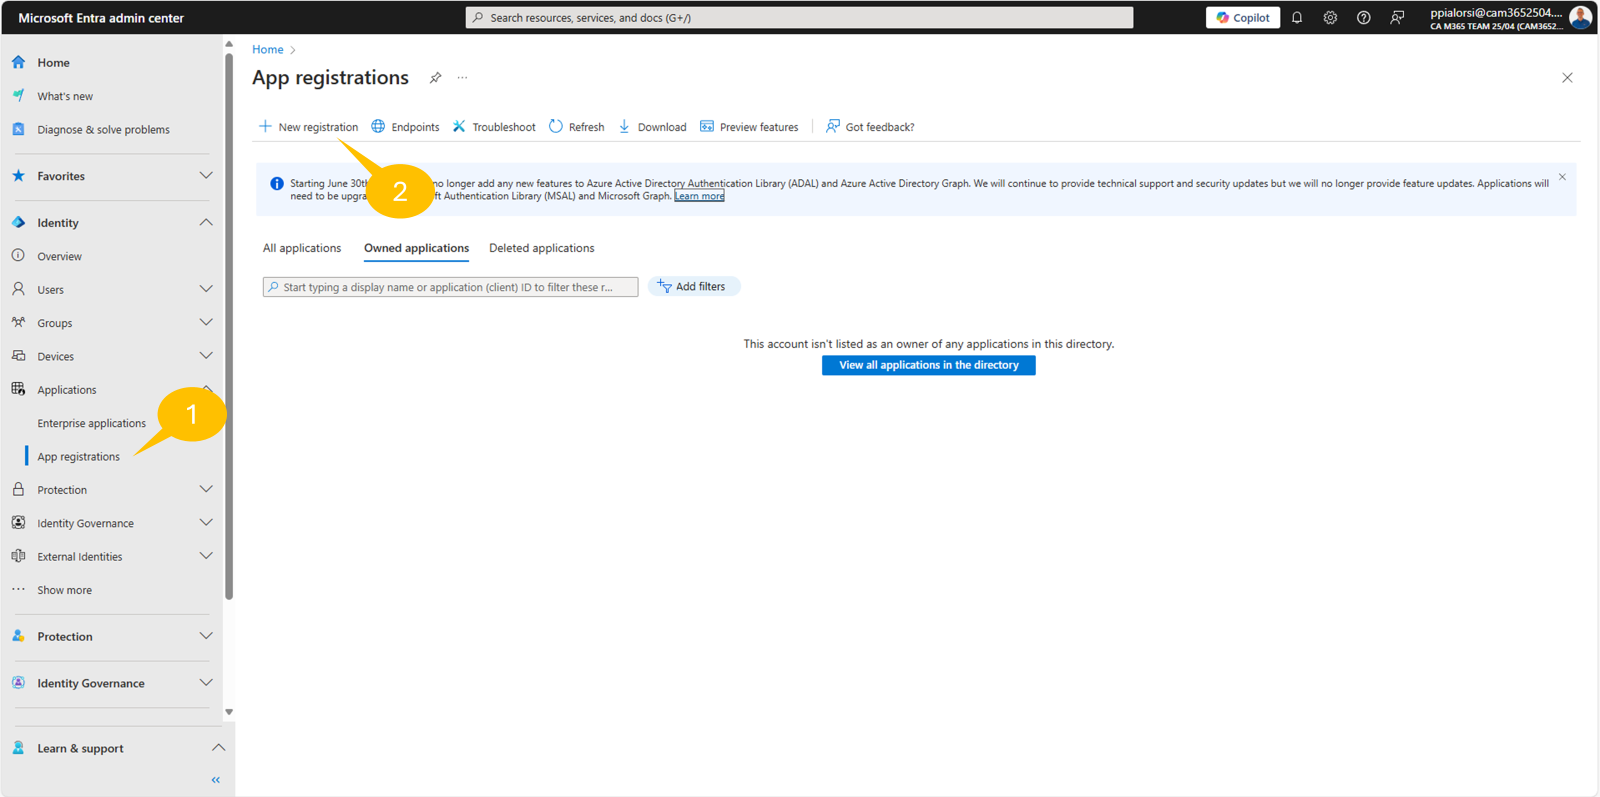 Microsoft Entra admin center
Search resources, services, and docs (G+/)
Copilot
ppialorsi@cam3652504....
CA M365 TEAM 25/04 (CAM3652...
Home
What's new
Diagnose & solve problems
Favorites
Identity
Overview
Users
Groups
Devices
Applications
Enterprise applications
1
App registrations
Protection
Identity Governance
External Identities
Show more
Protection
Identity Governance
Learn & support
Home
App registrations
New registration
Endpoints
Troubleshoot
Refresh
Download
Preview features
Got feedback?
2
Starting June 30th no longer add any new features to Azure Active Directory Authentication Library (ADAL) and Azure Active Directory Graph. We will continue to provide technical support and security updates but we will no longer provide feature updates. Applications will
need to be Authentication Library (MSAL) and Microsoft Graph. Learn more
All applications
Owned applications
Deleted applications
Start typing a display name or application (client) ID to filter these r...
Add filters
This account isn't listed as an owner of any applications in this directory.
View all applications in the directory